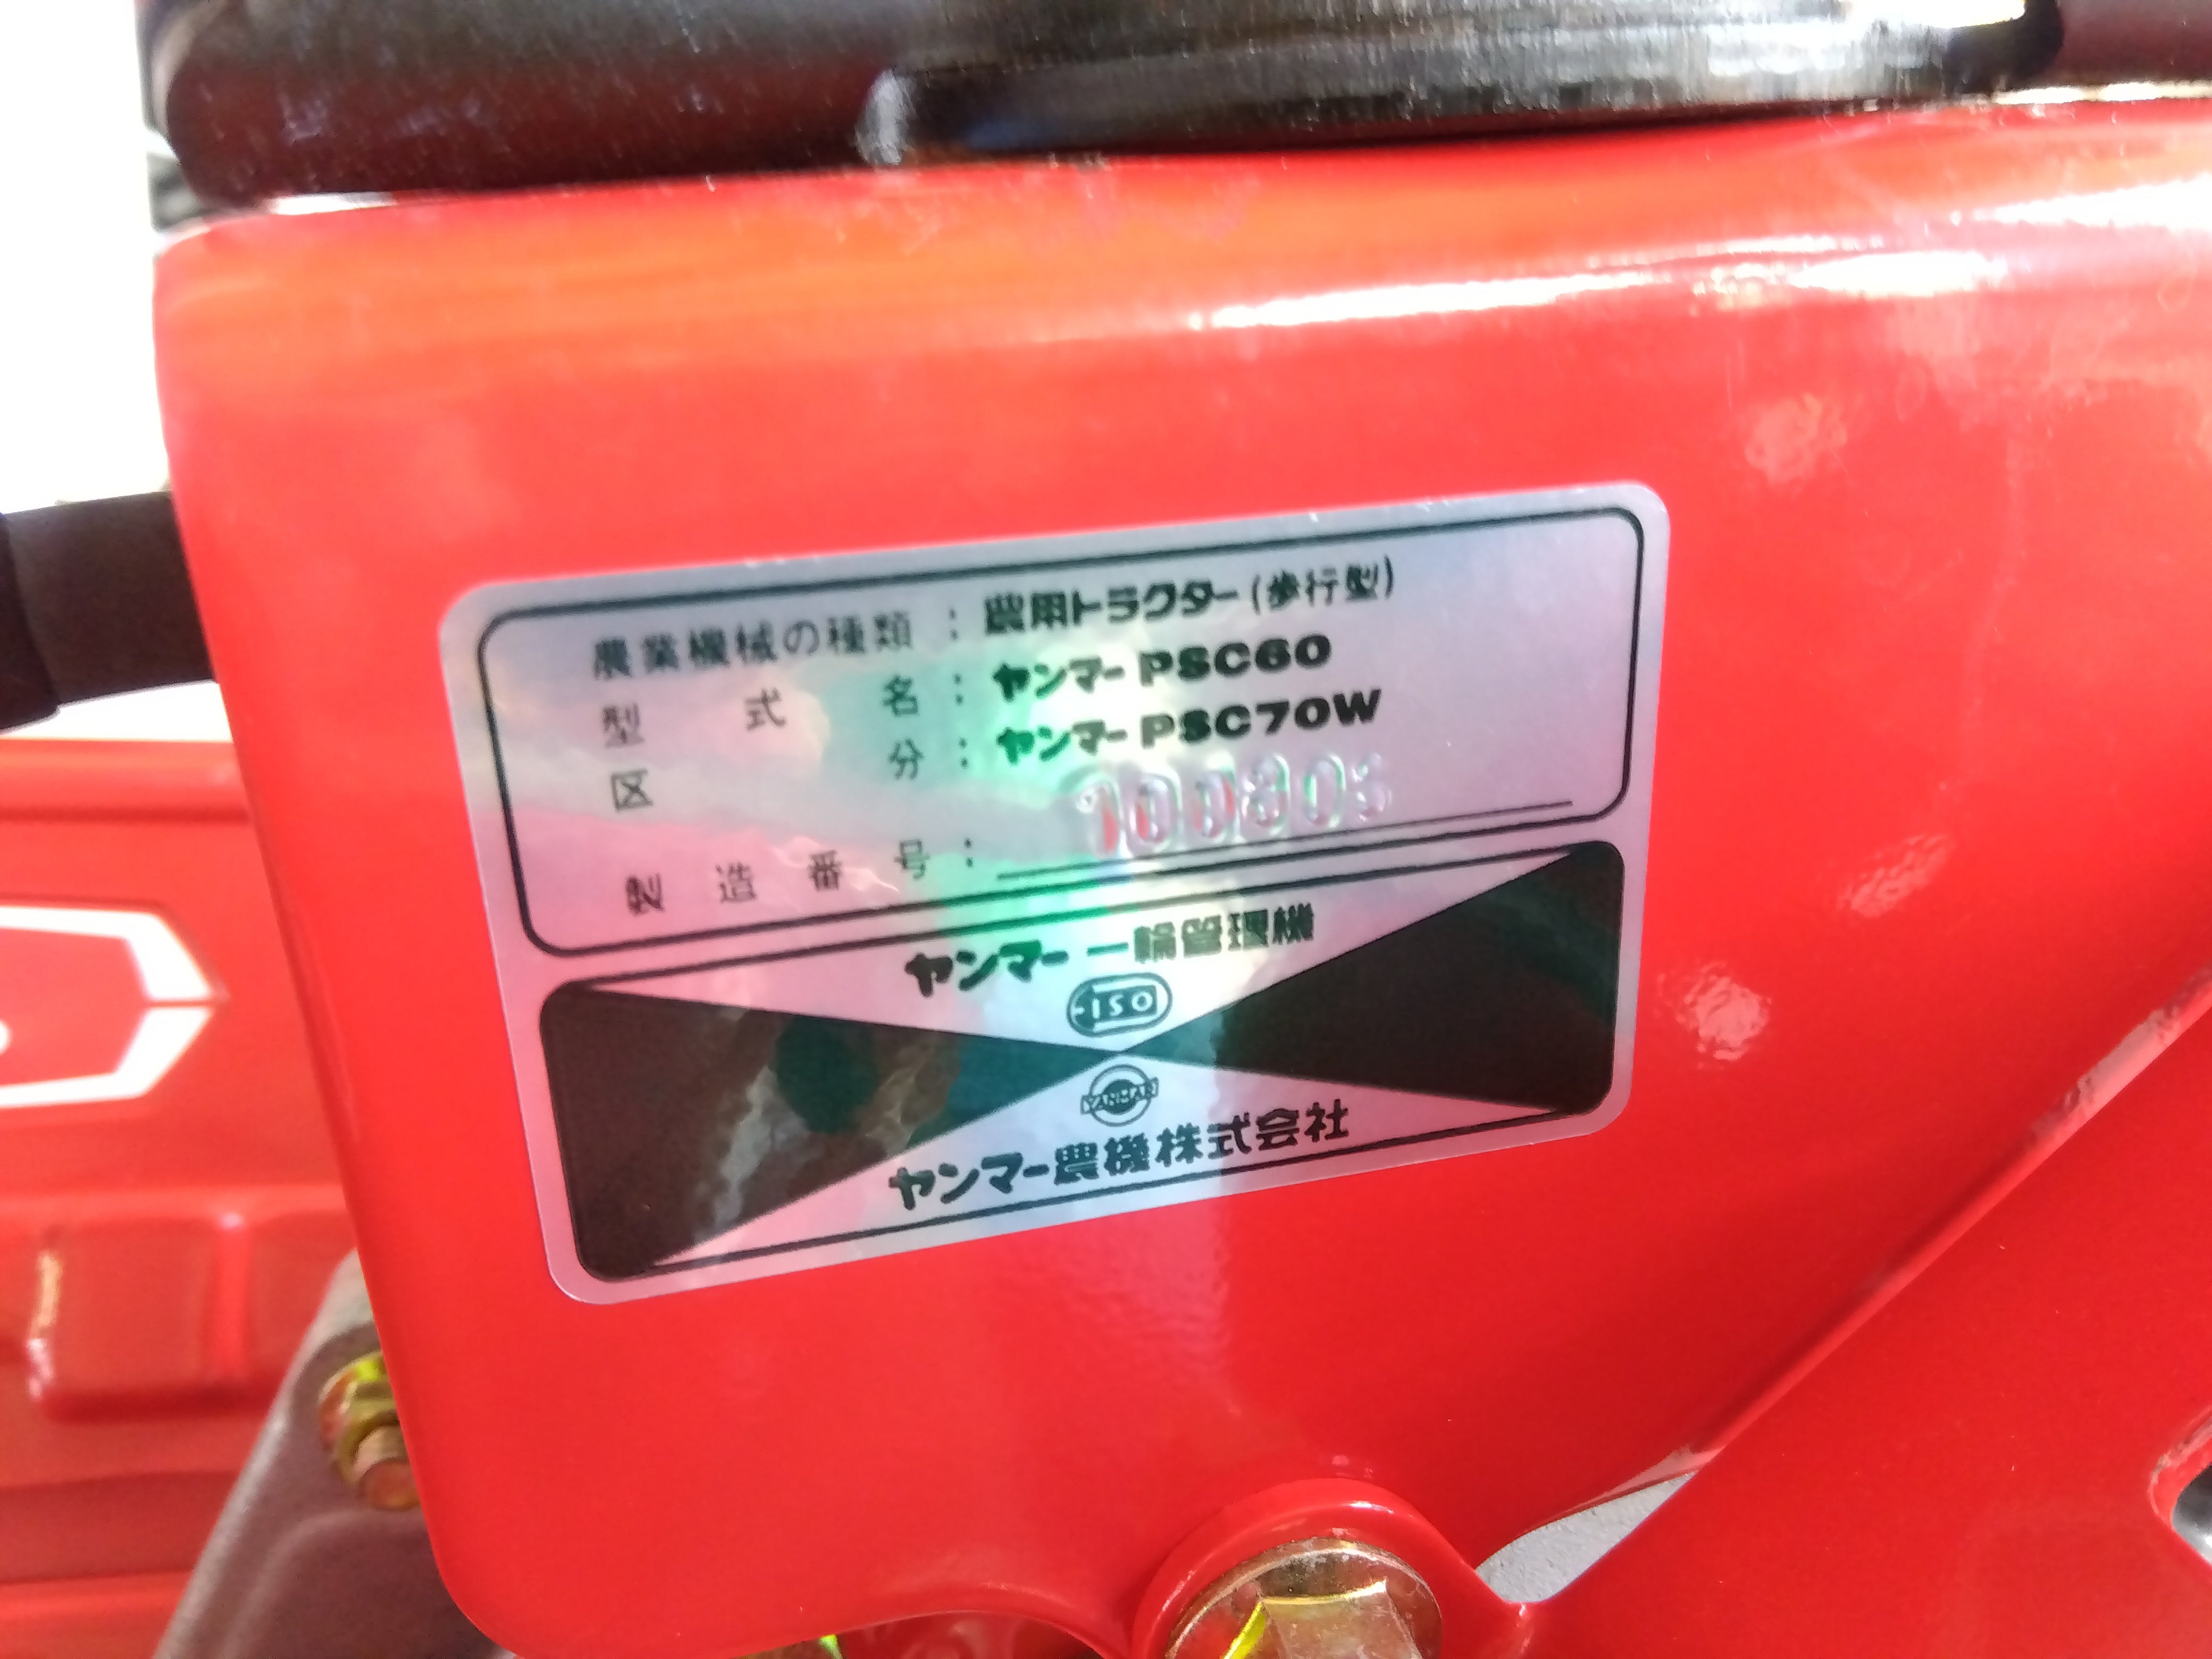 農業機械の種類 : 農用トラクター (歩行型)
型式名 : ヤンマー PSC60
区分 : ヤンマー PSC70W
製造番号 :
ヤンマー 一輪管理機
ISO
YANMAR
ヤンマー農機株式会社